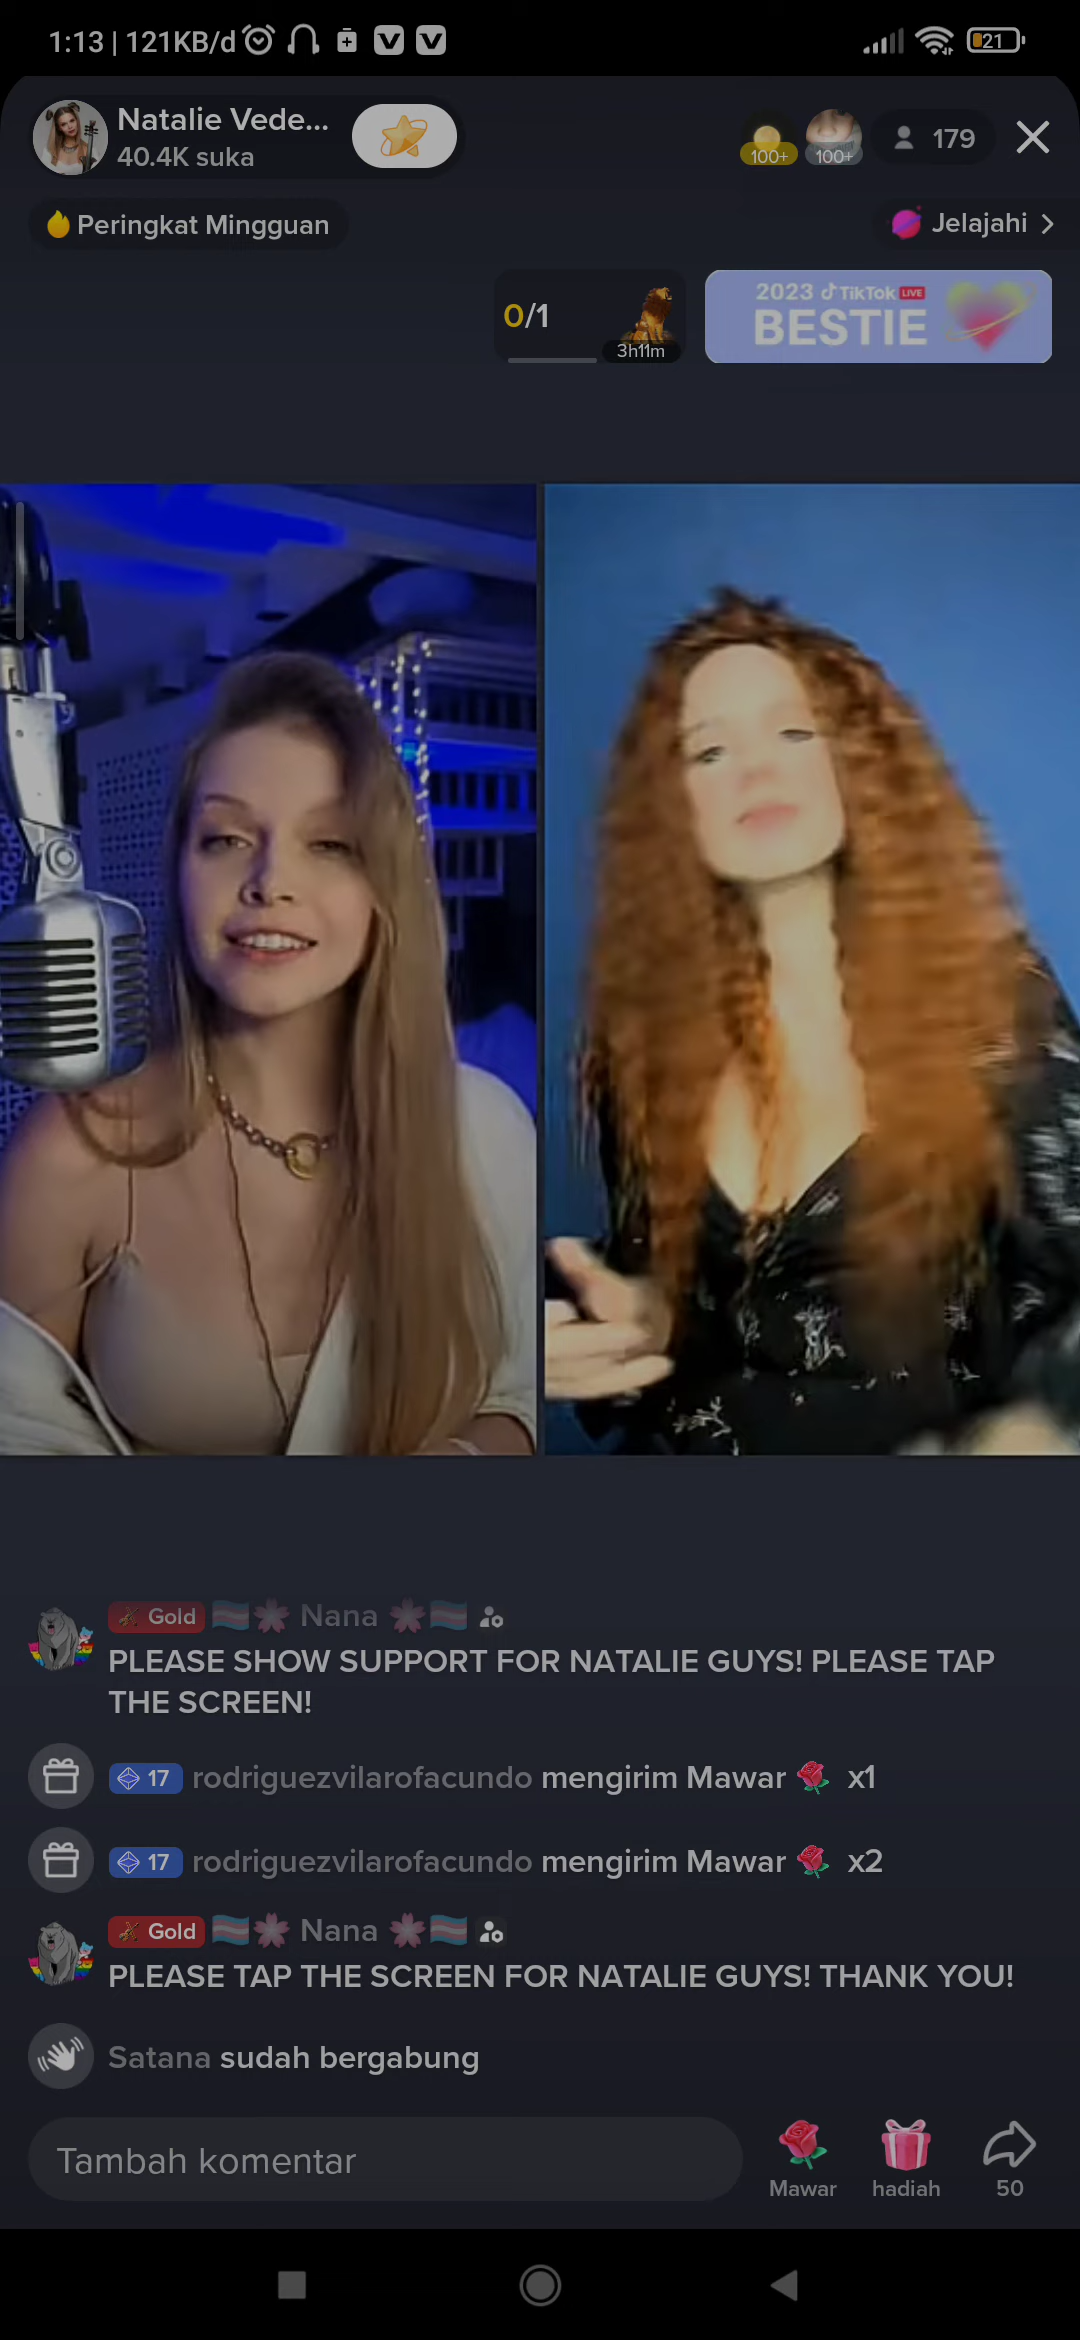 1:13 | 121KB/d
21
Natalie Vede...
40.4K suka
100+
100+
179
Peringkat Mingguan
Jelajahi
0/1
3h11m
2023 TikTok LIVE
BESTIE
Gold Nana
PLEASE SHOW SUPPORT FOR NATALIE GUYS! PLEASE TAP
THE SCREEN!
17 rodriguezvilarofacundo mengirim Mawar x1
17 rodriguezvilarofacundo mengirim Mawar x2
Gold Nana
PLEASE TAP THE SCREEN FOR NATALIE GUYS! THANK YOU!
Satana sudah bergabung
Tambah komentar
Mawar
hadiah
50